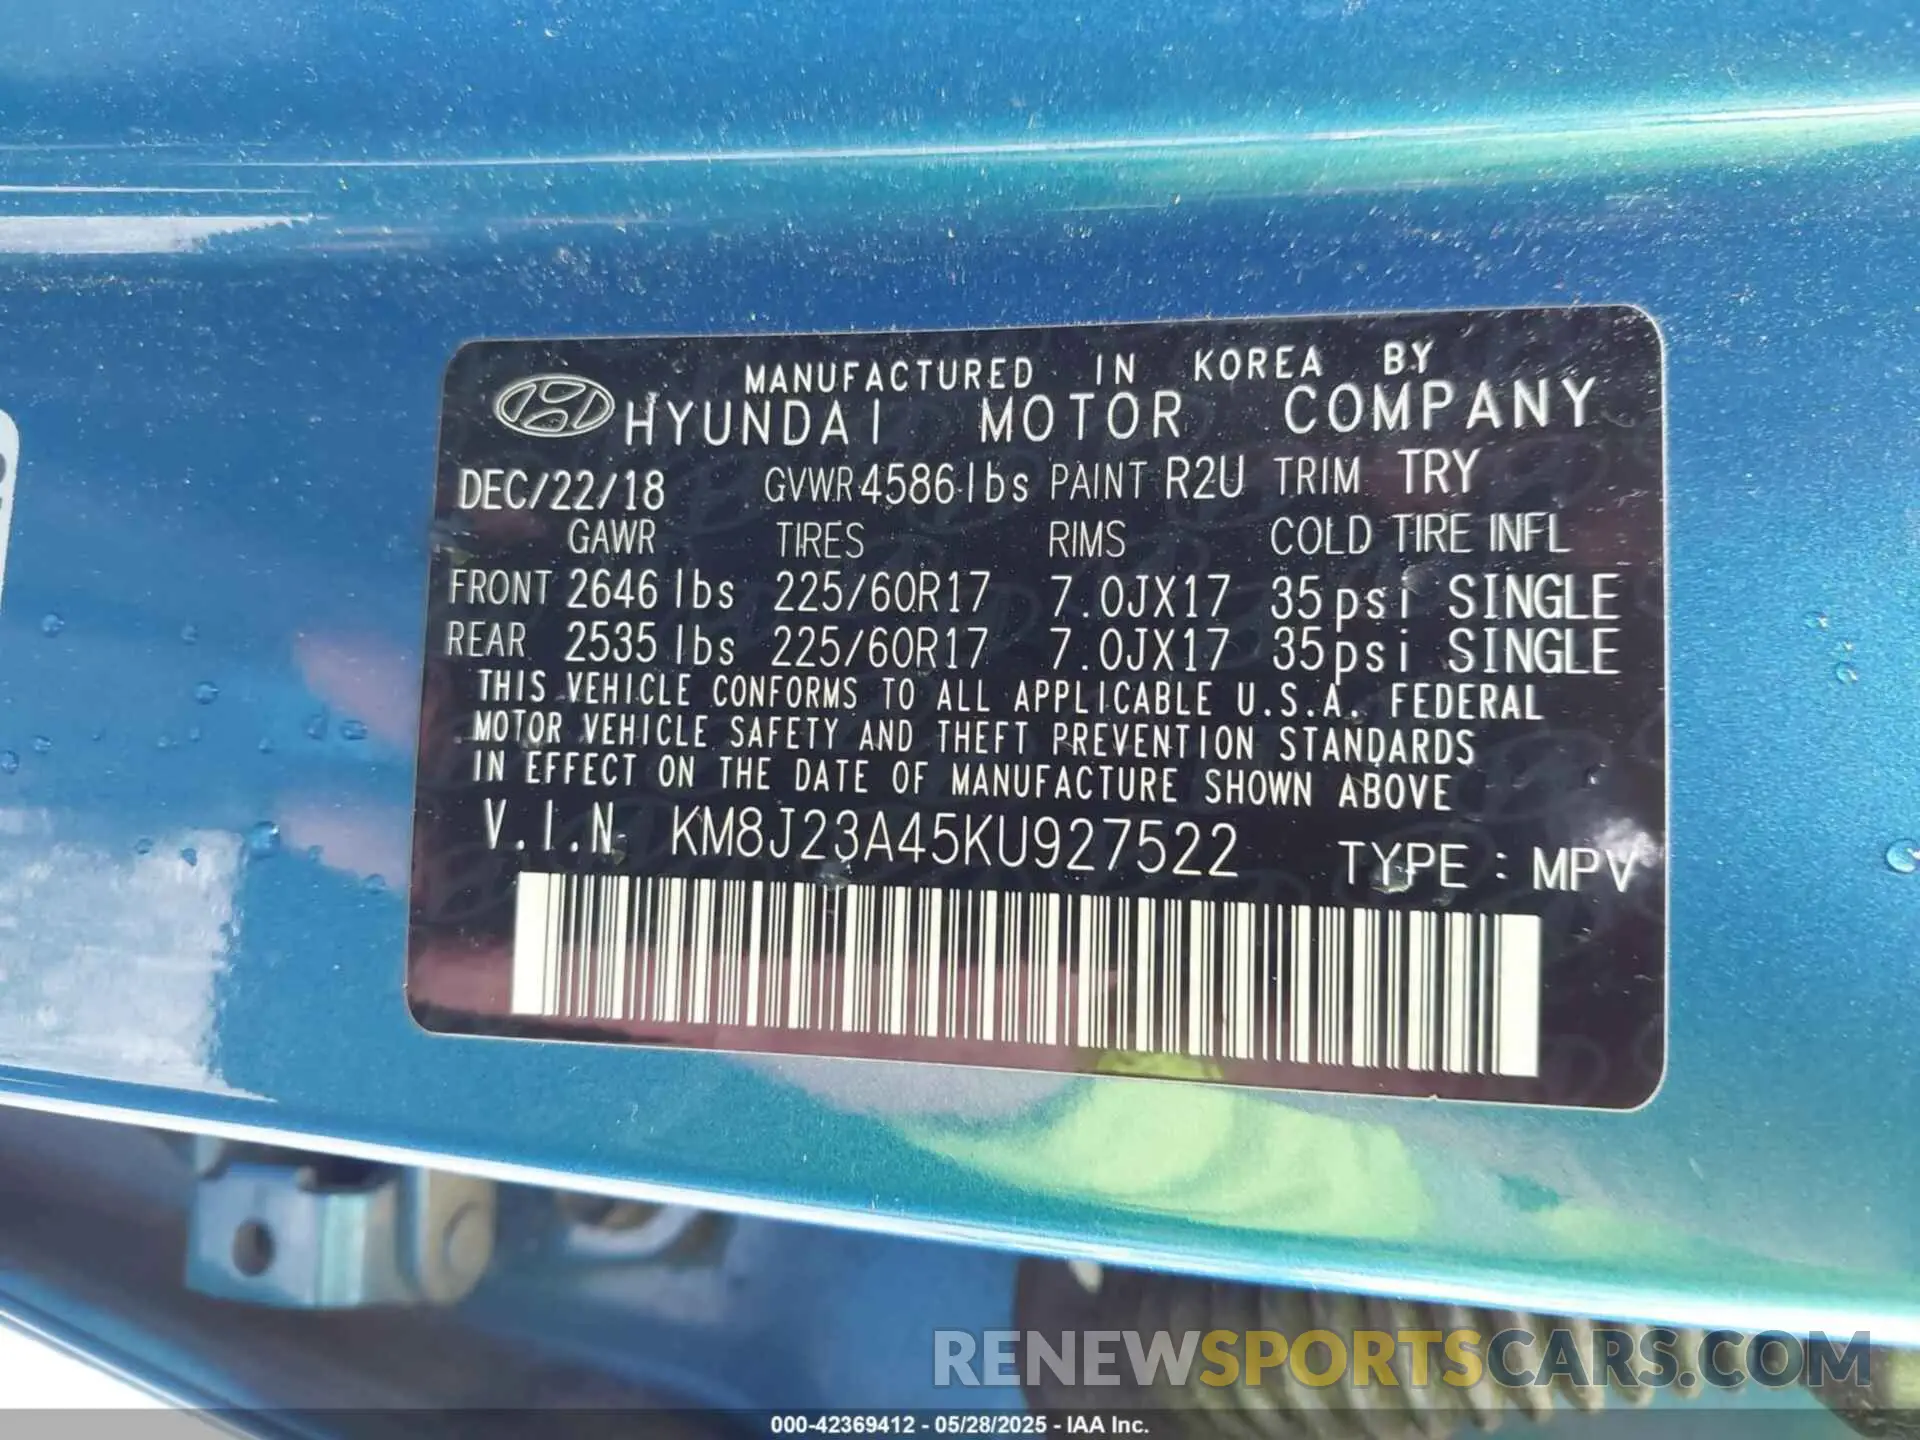 MANUFACTURED IN KOREA BY
HYUNDAI MOTOR COMPANY
DEC/22/18 GVWR 4586 lbs PAINT R2U TRIM TRY
GAWR TIRES RIMS COLD TIRE INFL
FRONT 2646 lbs 225/60R17 7.0JX17 35psi SINGLE
REAR 2535 lbs 225/60R17 7.0JX17 35psi SINGLE
THIS VEHICLE CONFORMS TO ALL APPLICABLE U.S.A. FEDERAL
MOTOR VEHICLE SAFETY AND THEFT PREVENTION STANDARDS
IN EFFECT ON THE DATE OF MANUFACTURE SHOWN ABOVE
V.I.N KM8J23A45KU927522 TYPE : MPV
RENEWSPORTSCARS.COM
000-42369412 - 05/28/2025 - IAA Inc.